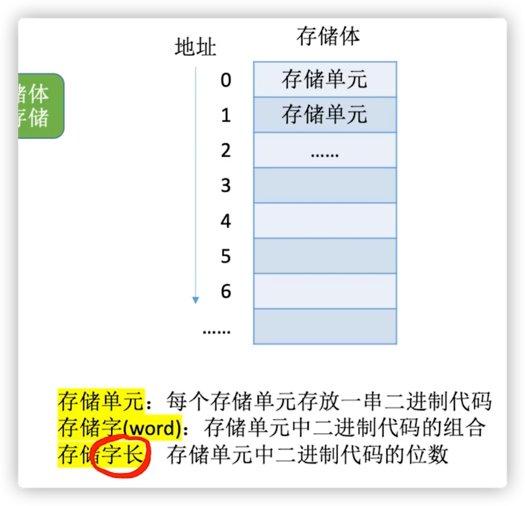 存储体
地址
储体
存储
0 存储单元
1 存储单元
2 ……
3
4
5
6
……
存储单元：每个存储单元存放一串二进制代码
存储字(word)：存储单元中二进制代码的组合
存储字长 存储单元中二进制代码的位数